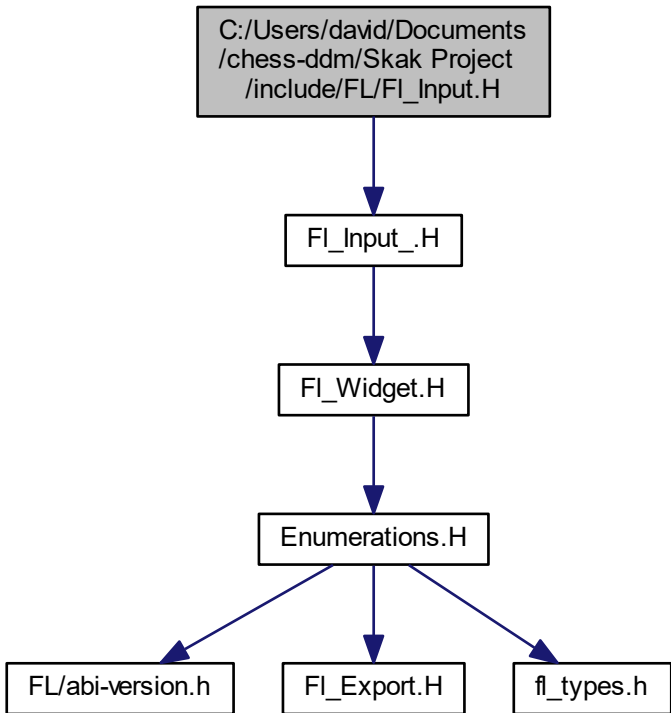 C:/Users/david/Documents
/chess-ddm/Skak Project
/include/FL/Fl_Input.H
Fl_Input_.H
Fl_Widget.H
Enumerations.H
FL/abi-version.h
Fl_Export.H
fl_types.h